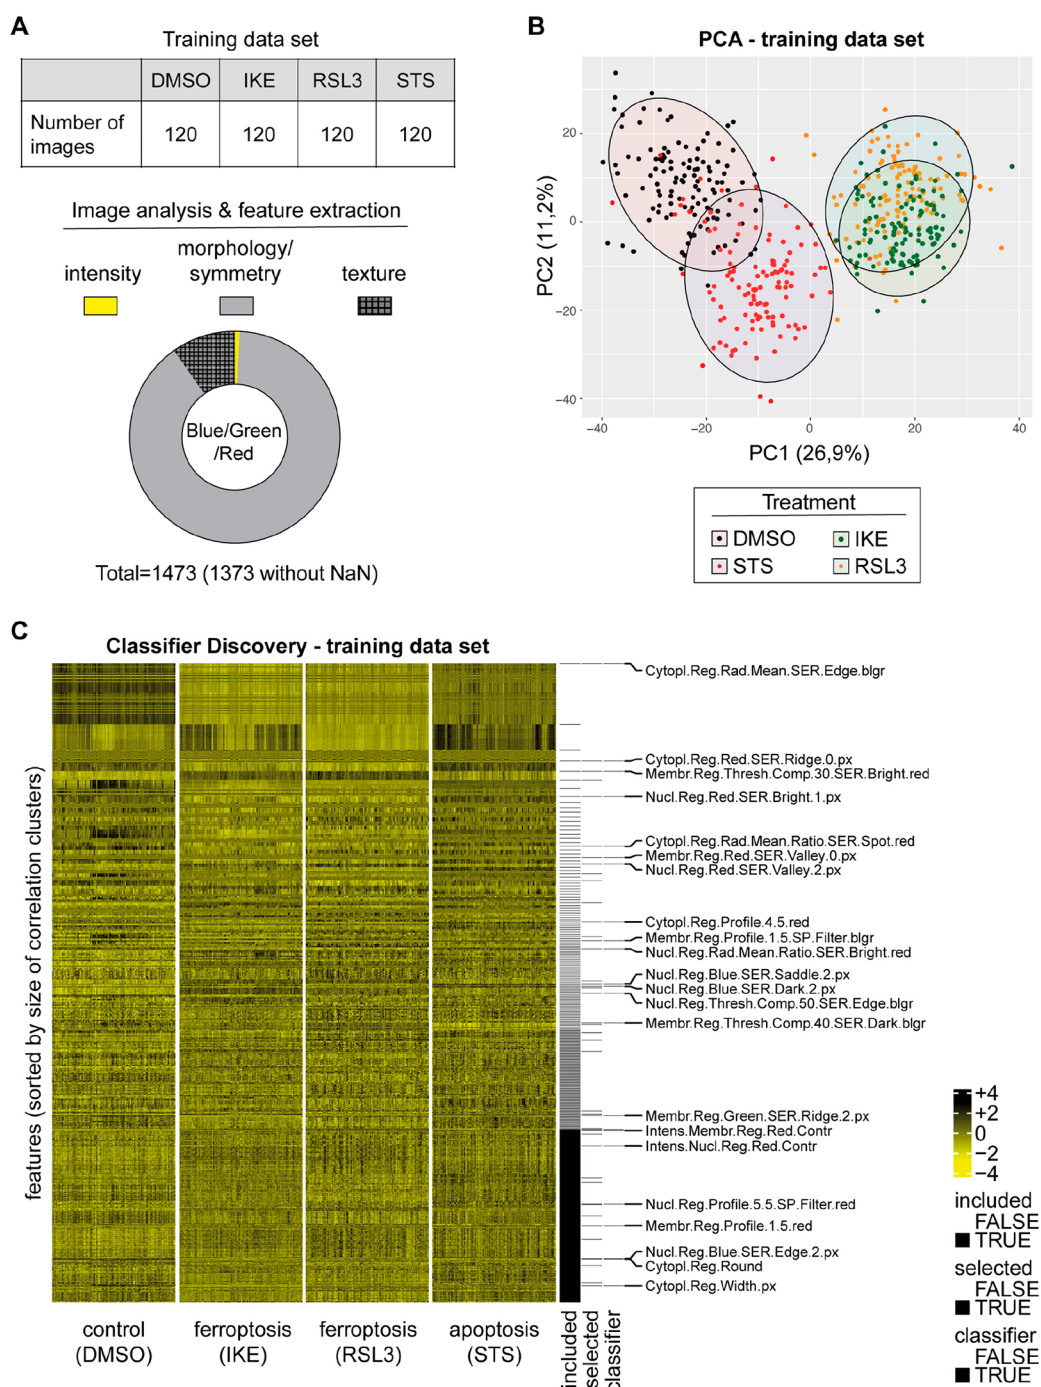 A
Training data set
DMSO IKE RSL3 STS
Number of images 120 120 120 120
Image analysis & feature extraction
intensity morphology/symmetry texture
Blue/Green
/Red
Total=1473 (1373 without NaN)
B
PCA - training data set
PC2 (11,2%)
20
0
−20
−40
−40 −20 0 20 40
PC1 (26,9%)
Treatment
DMSO IKE
STS RSL3
C
Classifier Discovery - training data set
features (sorted by size of correlation clusters)
Cytopl.Reg.Rad.Mean.SER.Edge.blgr
Cytopl.Reg.Red.SER.Ridge.0.px
Membr.Reg.Thresh.Comp.30.SER.Bright.red
Nucl.Reg.Red.SER.Bright.1.px
Cytopl.Reg.Rad.Mean.Ratio.SER.Spot.red
Membr.Reg.Red.SER.Valley.0.px
Nucl.Reg.Red.SER.Valley.2.px
Cytopl.Reg.Profile.4.5.red
Membr.Reg.Profile.1.5.SP.Filter.blgr
Nucl.Reg.Rad.Mean.Ratio.SER.Bright.red
Nucl.Reg.Blue.SER.Saddle.2.px
Nucl.Reg.Blue.SER.Dark.2.px
Nucl.Reg.Thresh.Comp.50.SER.Edge.blgr
Membr.Reg.Thresh.Comp.40.SER.Dark.blgr
Membr.Reg.Green.SER.Ridge.2.px
Intens.Membr.Reg.Red.Contr
Intens.Nucl.Reg.Red.Contr
Nucl.Reg.Profile.5.5.SP.Filter.red
Membr.Reg.Profile.1.5.red
Nucl.Reg.Blue.SER.Edge.2.px
Cytopl.Reg.Round
Cytopl.Reg.Width.px
control ferroptosis ferroptosis apoptosis
(DMSO) (IKE) (RSL3) (STS)
included
selected
classifier
+4
+2
0
−2
−4
included
FALSE
TRUE
selected
FALSE
TRUE
classifier
FALSE
TRUE